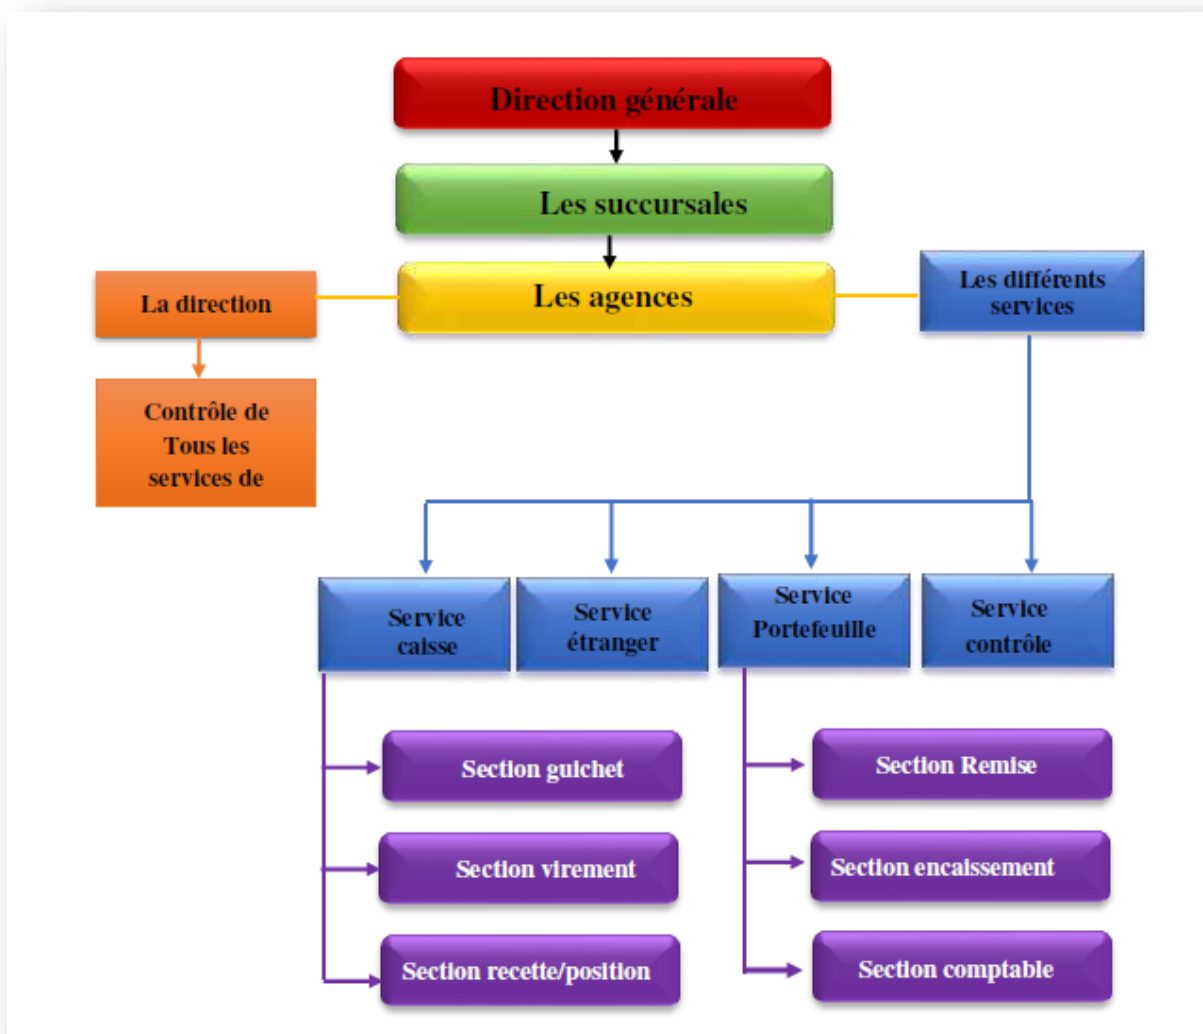 Direction générale
Les succursales
Les agences
La direction
Les différents
services
Contrôle de
Tous les
services de
Service
caisse
Service
étranger
Service
Portefeuille
Service
contrôle
Section guichet
Section Remise
Section virement
Section encaissement
Section recette/position
Section comptable